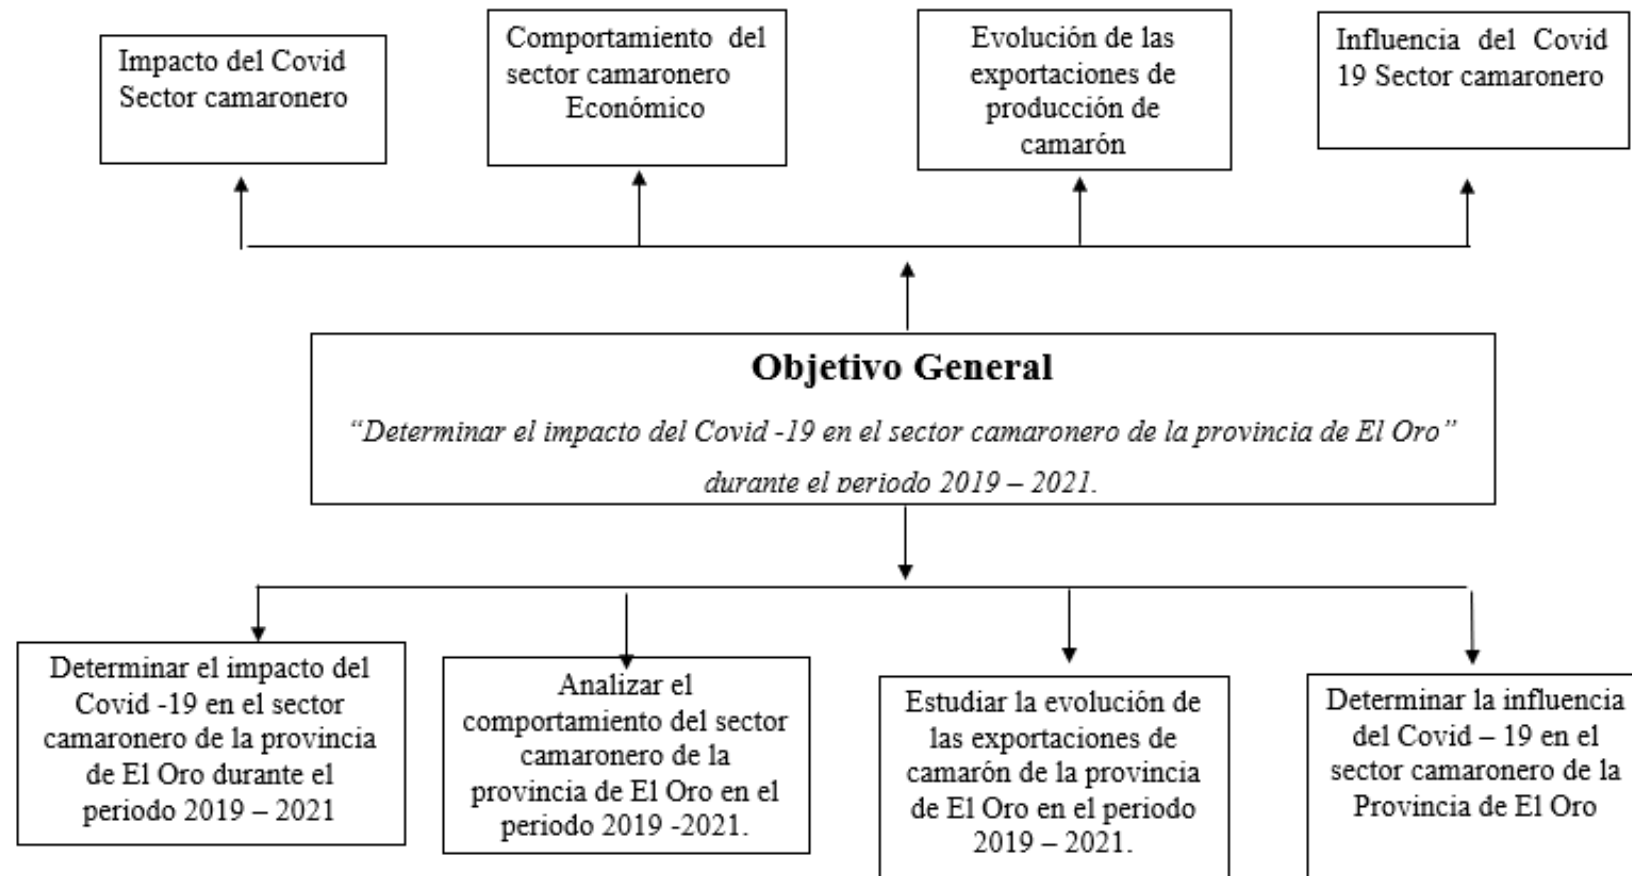 Impacto del Covid
Sector camaronero
Comportamiento del
sector camaronero
Económico
Evolución de las
exportaciones de
producción de
camarón
Influencia del Covid
19 Sector camaronero
Objetivo General
“Determinar el impacto del Covid -19 en el sector camaronero de la provincia de El Oro”
durante el periodo 2019 – 2021.
Determinar el impacto del
Covid -19 en el sector
camaronero de la provincia
de El Oro durante el
periodo 2019 – 2021
Analizar el
comportamiento del sector
camaronero de la
provincia de El Oro en el
periodo 2019 -2021.
Estudiar la evolución de
las exportaciones de
camarón de la provincia
de El Oro en el periodo
2019 – 2021.
Determinar la influencia
del Covid – 19 en el
sector camaronero de la
Provincia de El Oro